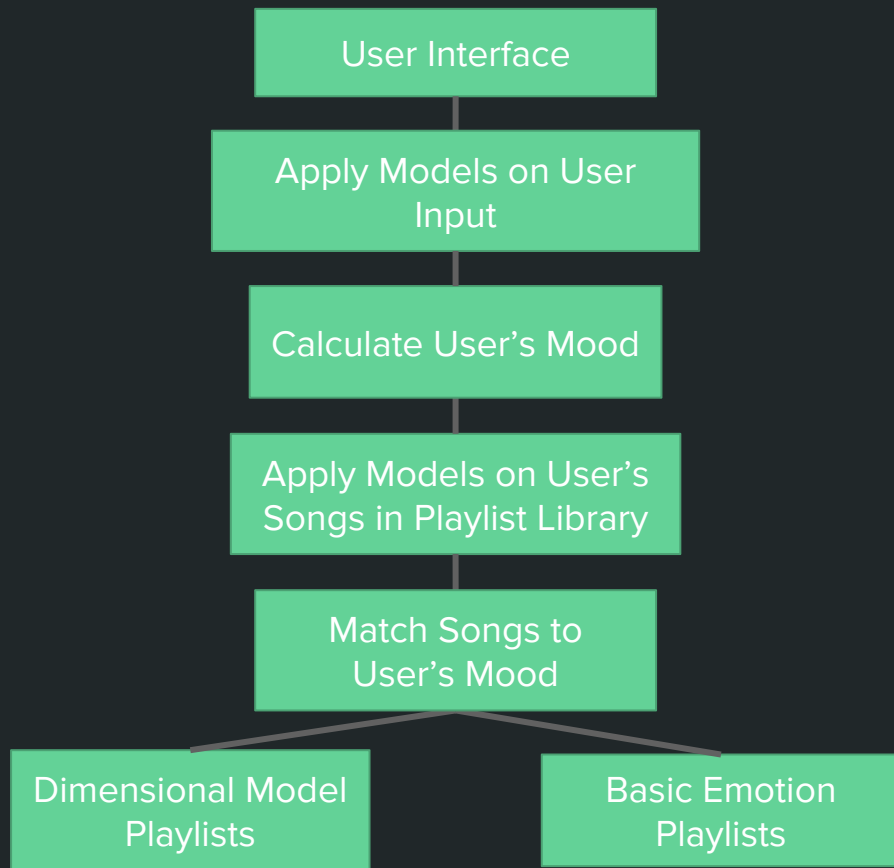 User Interface
Apply Models on User
Input
Calculate User’s Mood
Apply Models on User’s
Songs in Playlist Library
Match Songs to
User’s Mood
Dimensional Model
Playlists
Basic Emotion
Playlists